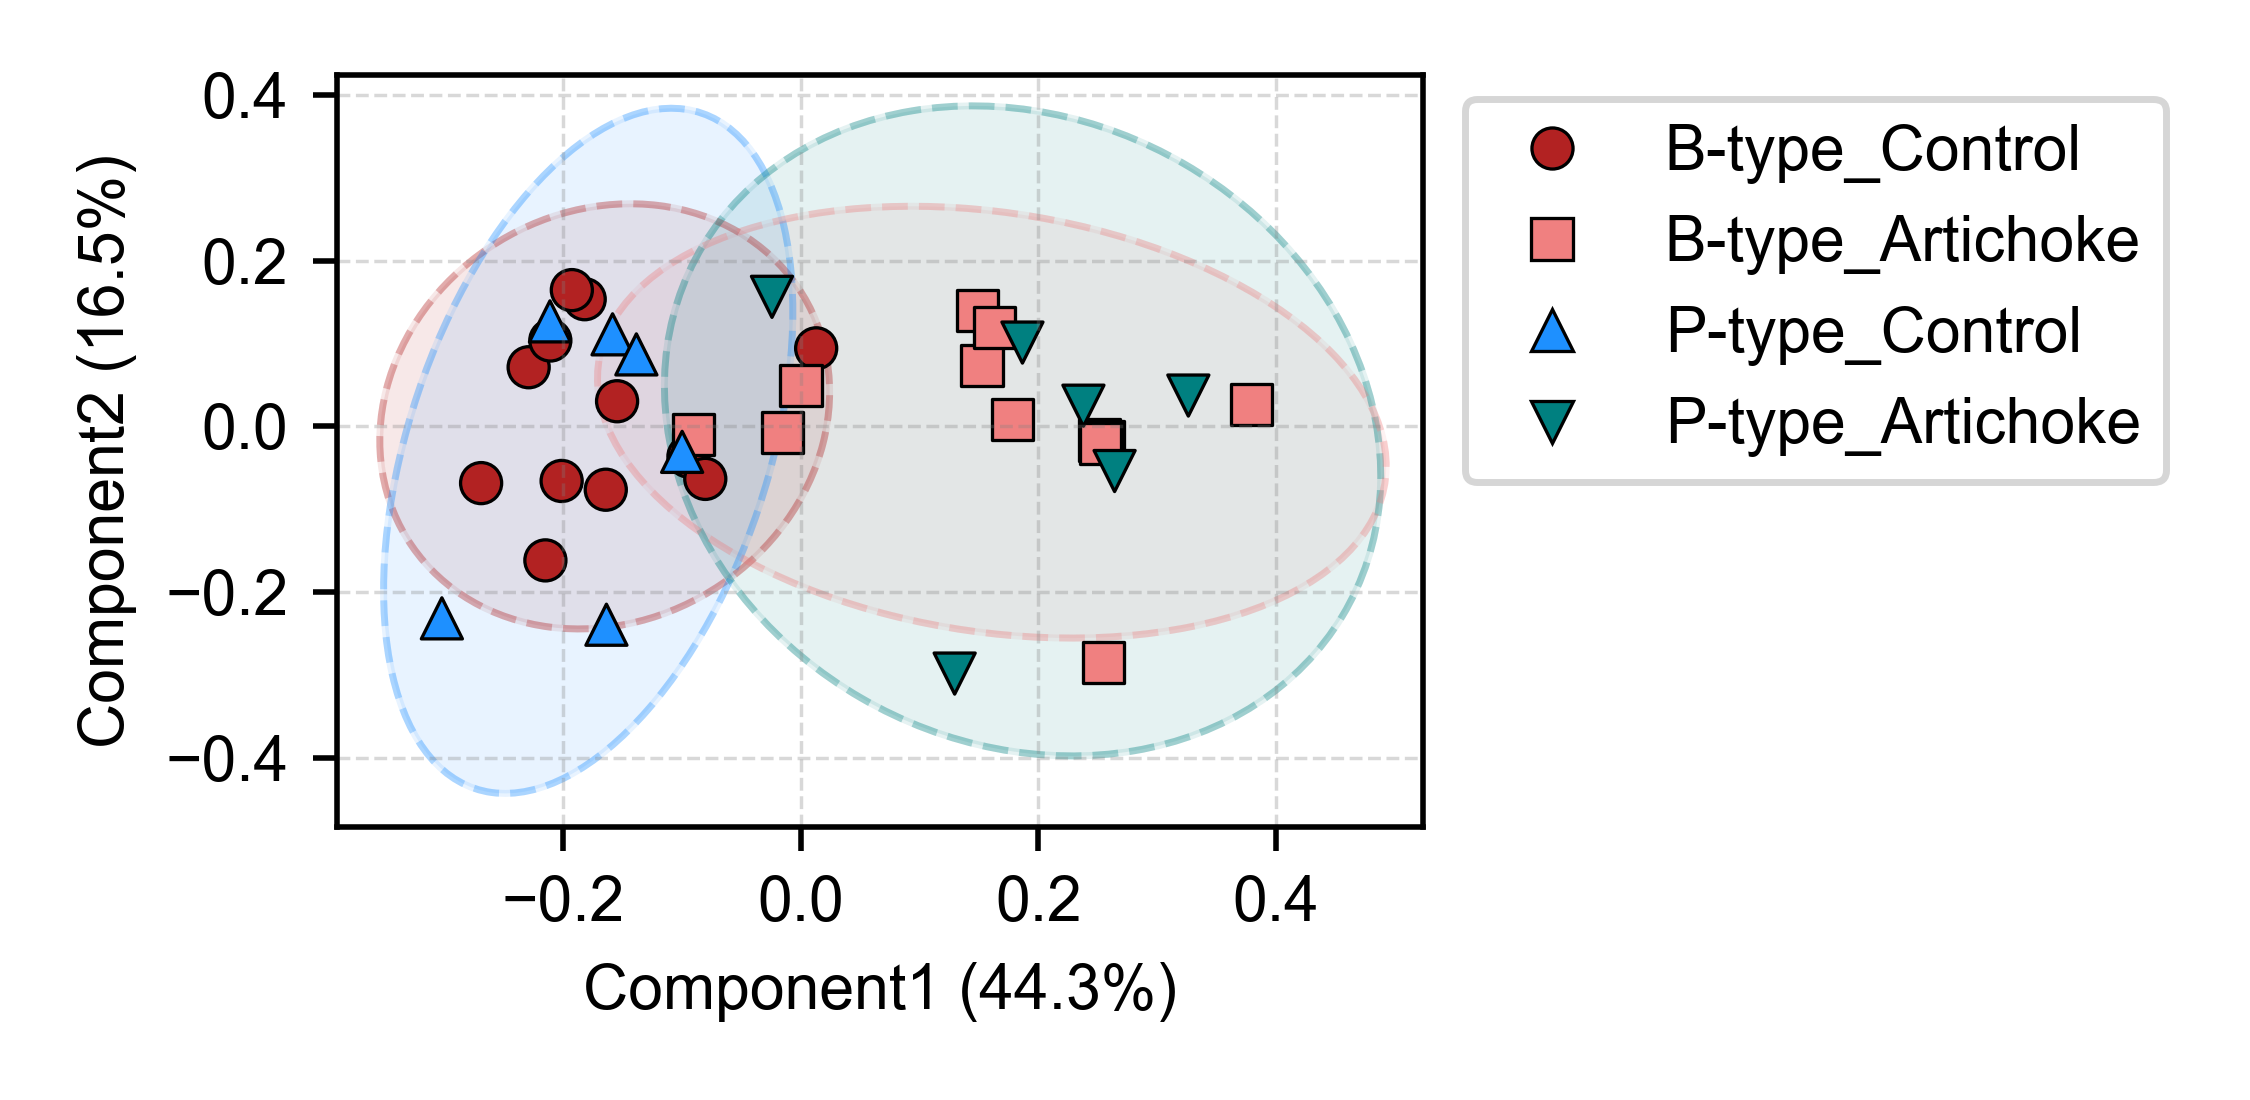 0.4
0.2
0.0
−0.2
−0.4
Component2 (16.5%)
−0.2
0.0
0.2
0.4
Component1 (44.3%)
B-type_Control
B-type_Artichoke
P-type_Control
P-type_Artichoke